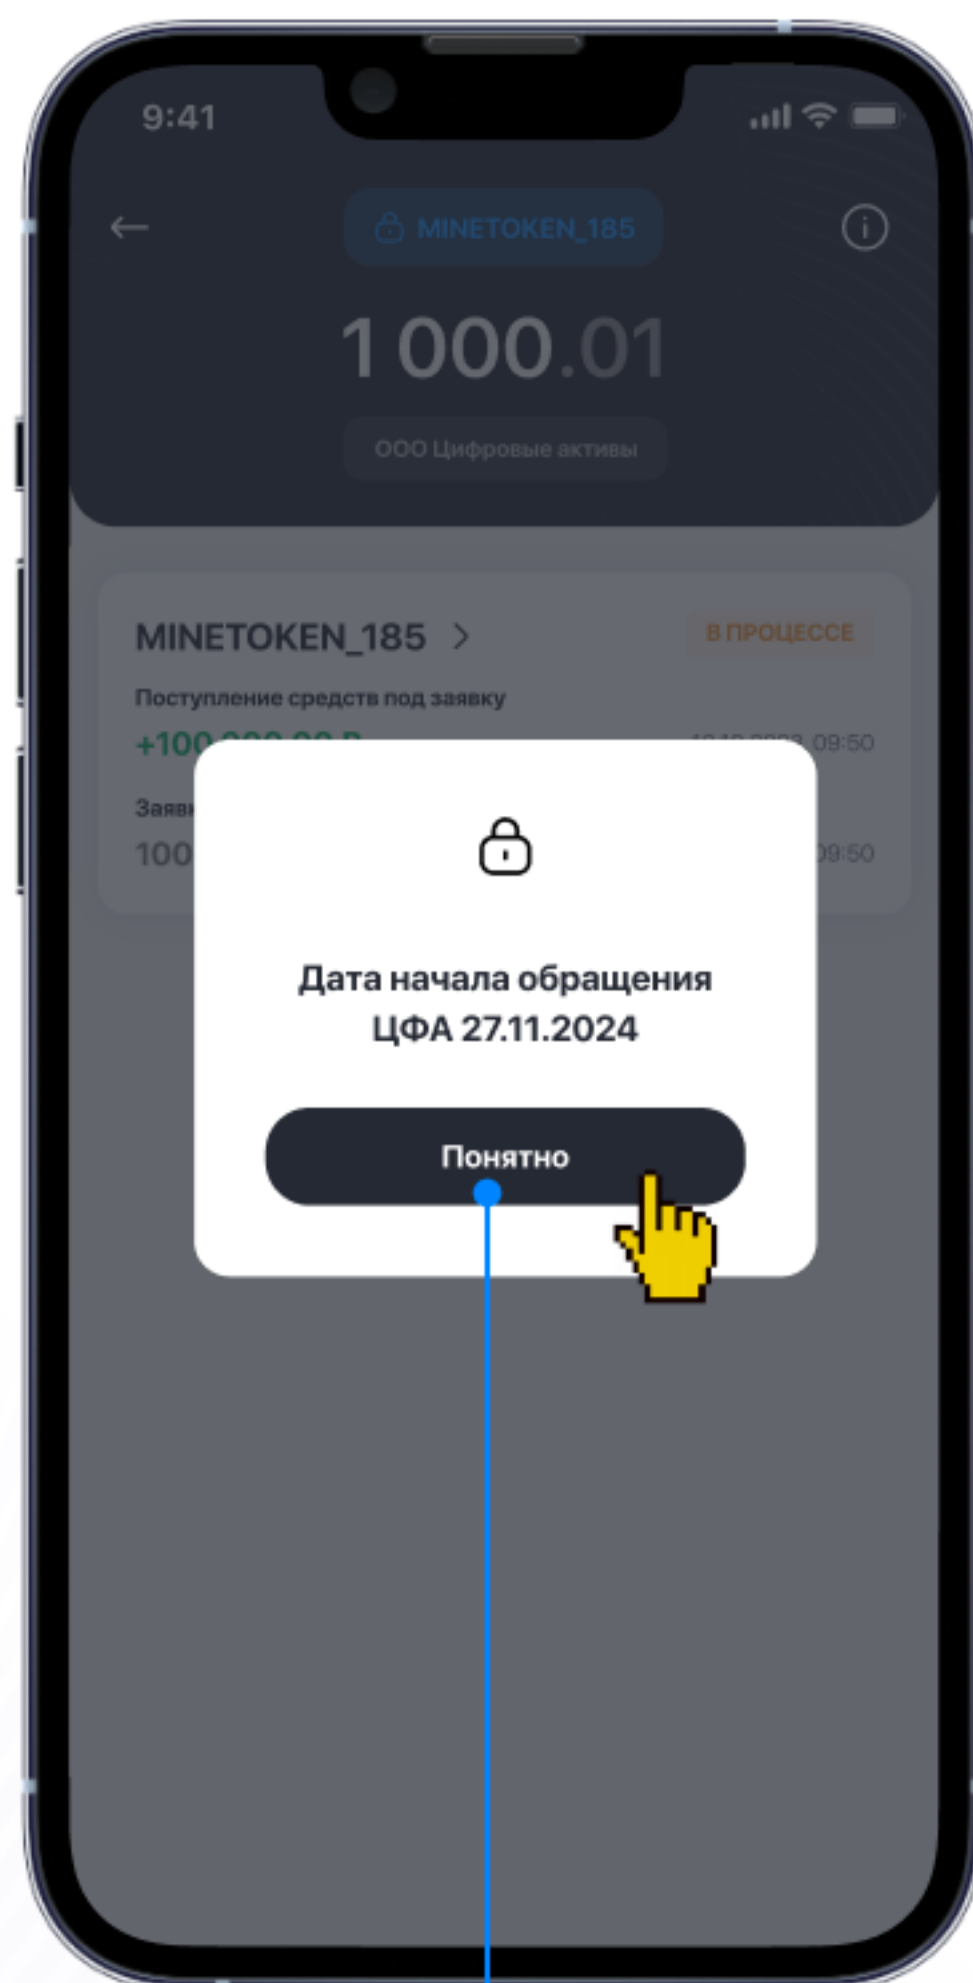 9:41
MINETOKEN_185
1 000.01
ООО Цифровые активы
MINETOKEN_185
В ПРОЦЕССЕ
Поступление средств под заявку
09:50
09:50
Дата начала обращения
ЦФА 27.11.2024
Понятно